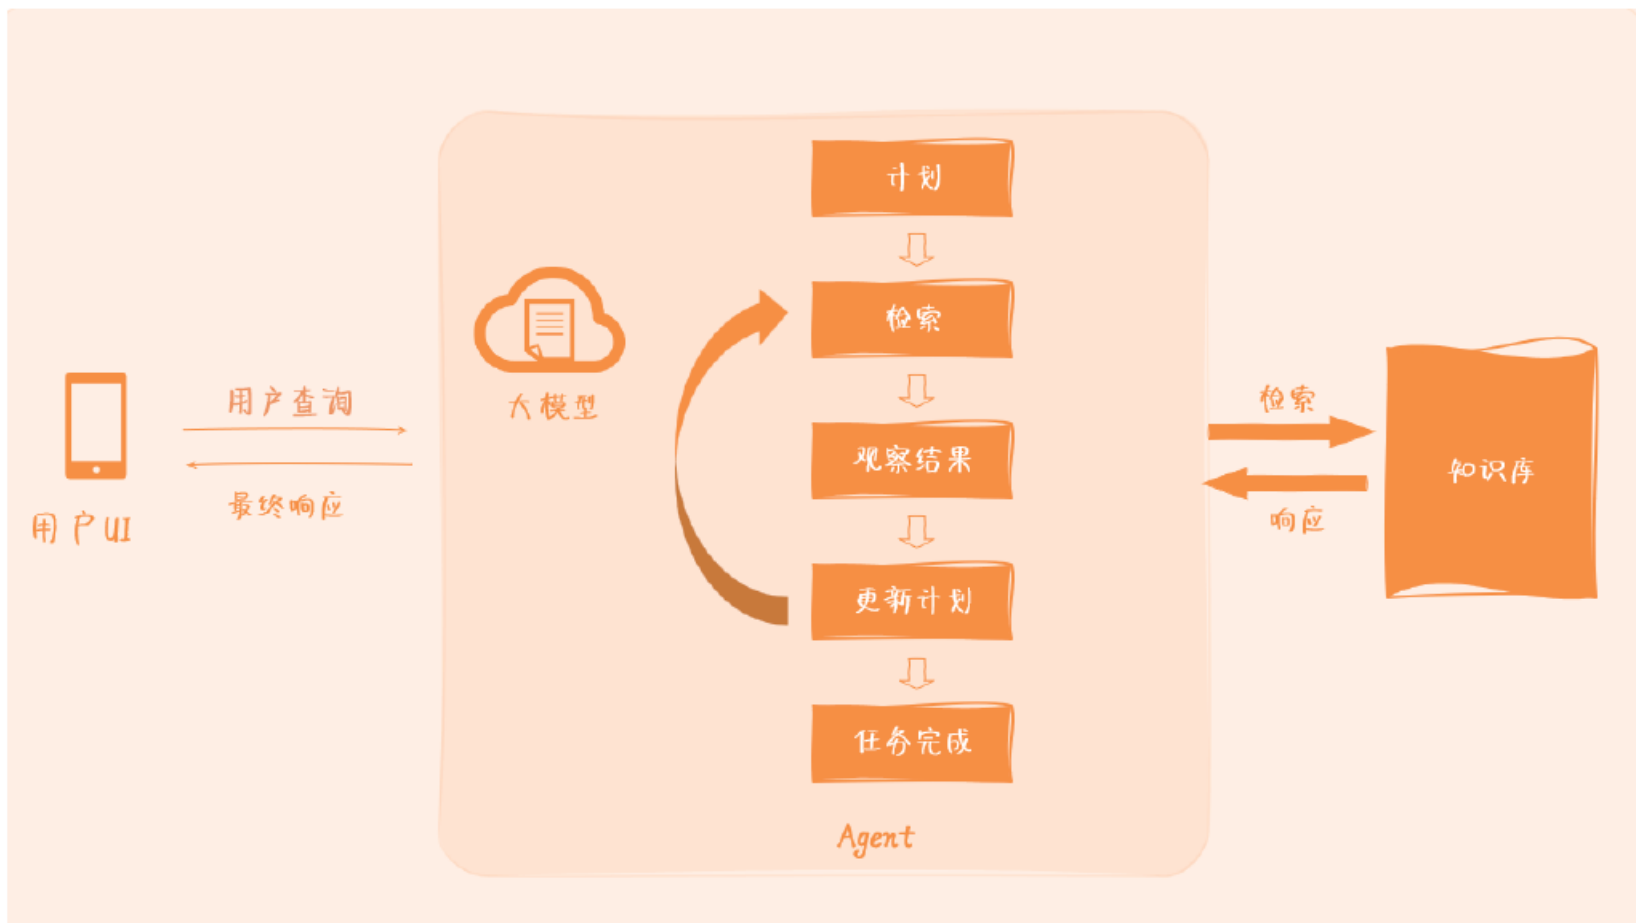 计划
检索
大模型
观察结果
更新计划
任务完成
Agent
用户查询
最终响应
用户UI
检索
响应
知识库